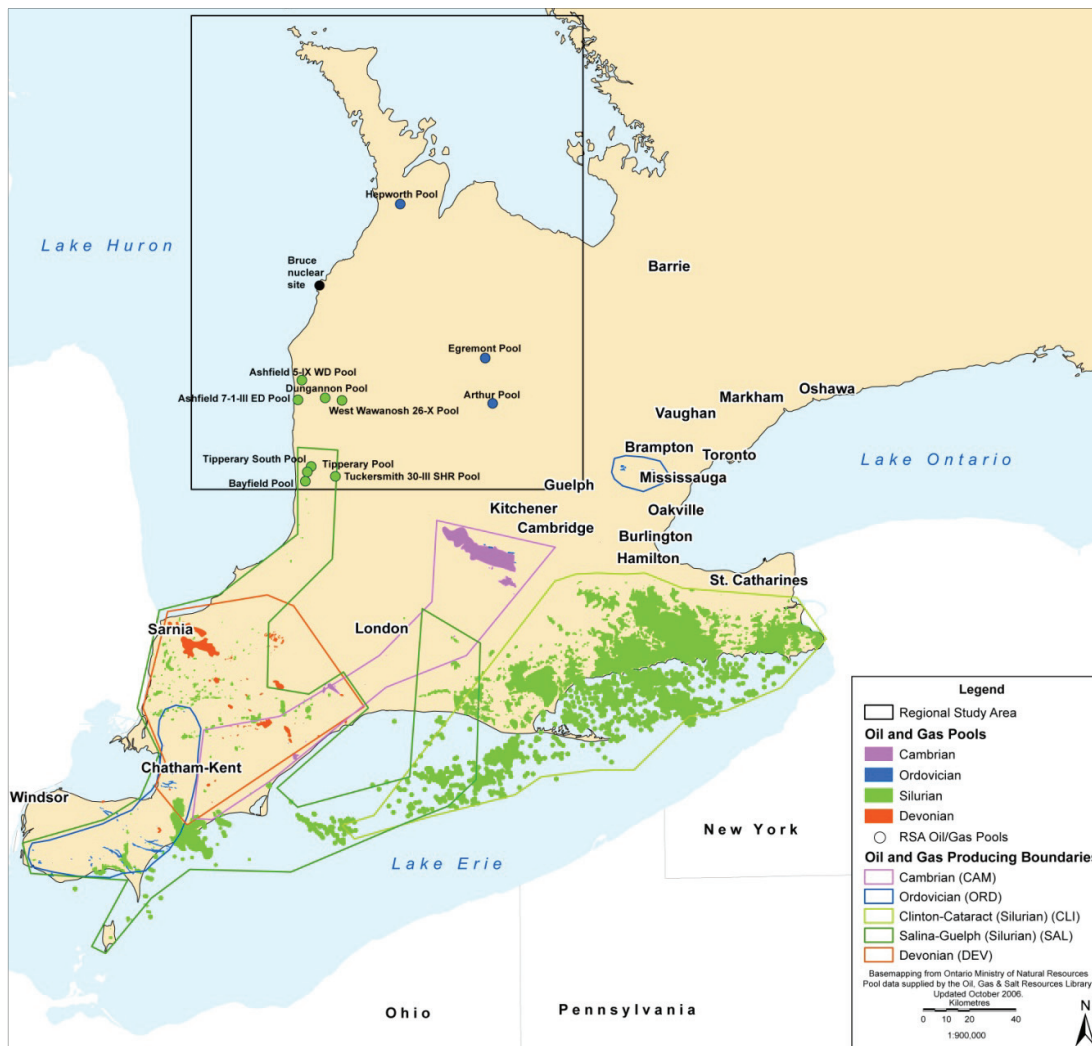 Hepworth Pool
Lake Huron
Barrie
Bruce
nuclear
site
Egremont Pool
Ashfield 5-IX WD Pool
Dungannon Pool
Ashfield 7-1-III ED Pool
West Wawanosh 26-X Pool
Arthur Pool
Oshawa
Markham
Vaughan
Brampton
Toronto
Lake Ontario
Tipperary South Pool
Tipperary Pool
Tuckersmith 30-III SHR Pool
Bayfield Pool
Mississauga
Guelph
Kitchener
Cambridge
Oakville
Burlington
Hamilton
St. Catharines
Sarnia
London
Chatham-Kent
Windsor
Lake Erie
New York
Ohio
Pennsylvania
Legend
Regional Study Area
Oil and Gas Pools
Cambrian
Ordovician
Silurian
Devonian
RSA Oil/Gas Pools
Oil and Gas Producing Boundaries
Cambrian (CAM)
Ordovician (ORD)
Clinton-Cataract (Silurian) (CLI)
Salina-Guelph (Silurian) (SAL)
Devonian (DEV)
Basemapping from Ontario Ministry of Natural Resources
Pool data supplied by the Oil, Gas & Salt Resources Library
Updated October 2006.
Kilometres
0 5 10 20 40
1:900,000
N